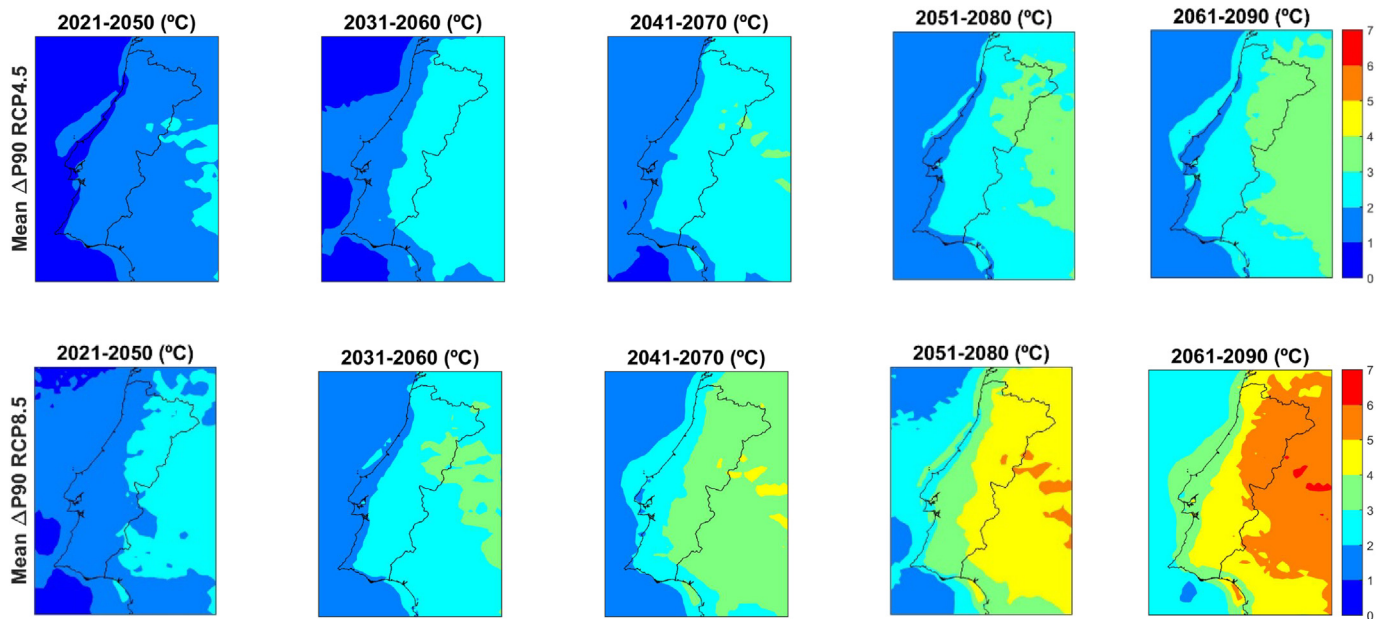 2021-2050 (ºC)
2031-2060 (ºC)
2041-2070 (ºC)
2051-2080 (ºC)
2061-2090 (ºC)
Mean △P90 RCP4.5
7
6
5
4
3
2
1
0
2021-2050 (ºC)
2031-2060 (ºC)
2041-2070 (ºC)
2051-2080 (ºC)
2061-2090 (ºC)
Mean △P90 RCP8.5
7
6
5
4
3
2
1
0